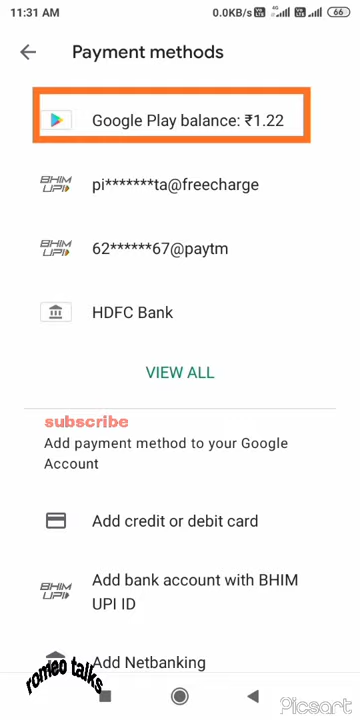 11:31 AM
0.0KB/s 4G 66
Payment methods
Google Play balance: ₹1.22
BHIM UPI pi*******ta@freecharge
BHIM UPI 62******67@paytm
HDFC Bank
VIEW ALL
subscribe
Add payment method to your Google
Account
Add credit or debit card
BHIM UPI Add bank account with BHIM
UPI ID
Add Netbanking
romeo talks
Picsart